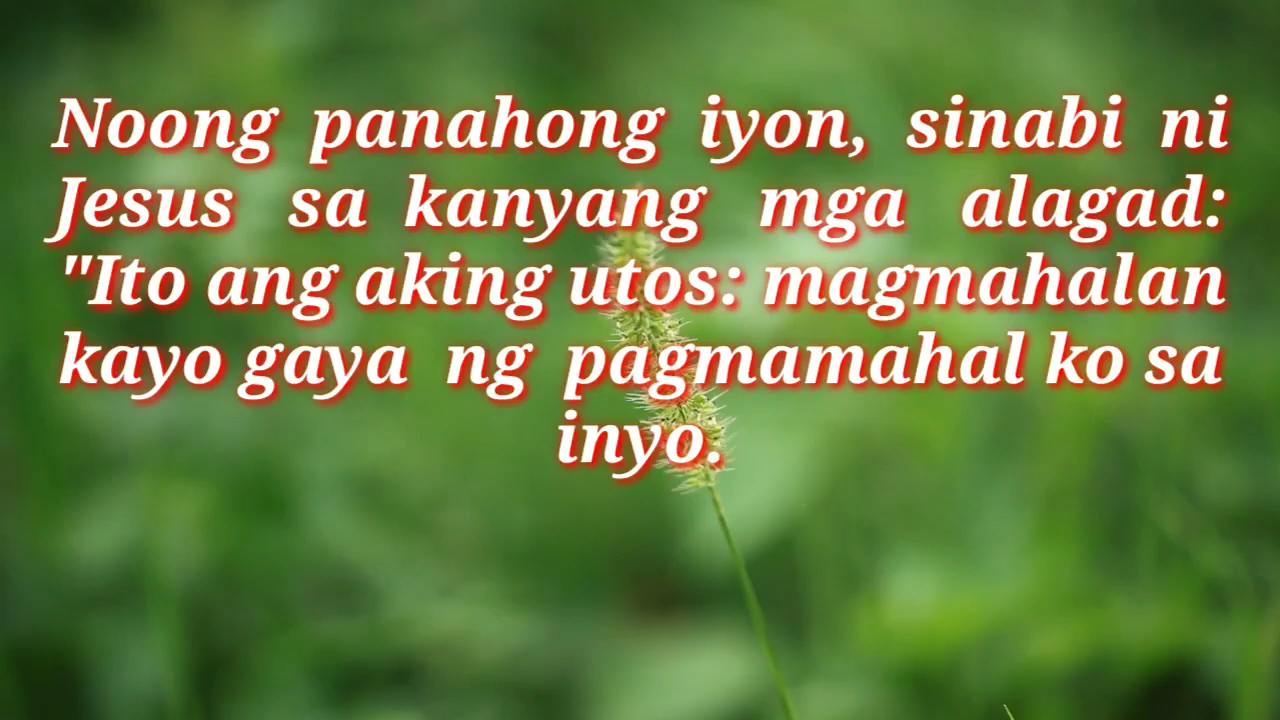 Noong panahong iyon, sinabi ni
Jesus sa kanyang mga alagad:
"Ito ang aking utos: magmahalan
kayo gaya ng pagmamahal ko sa
inyo.